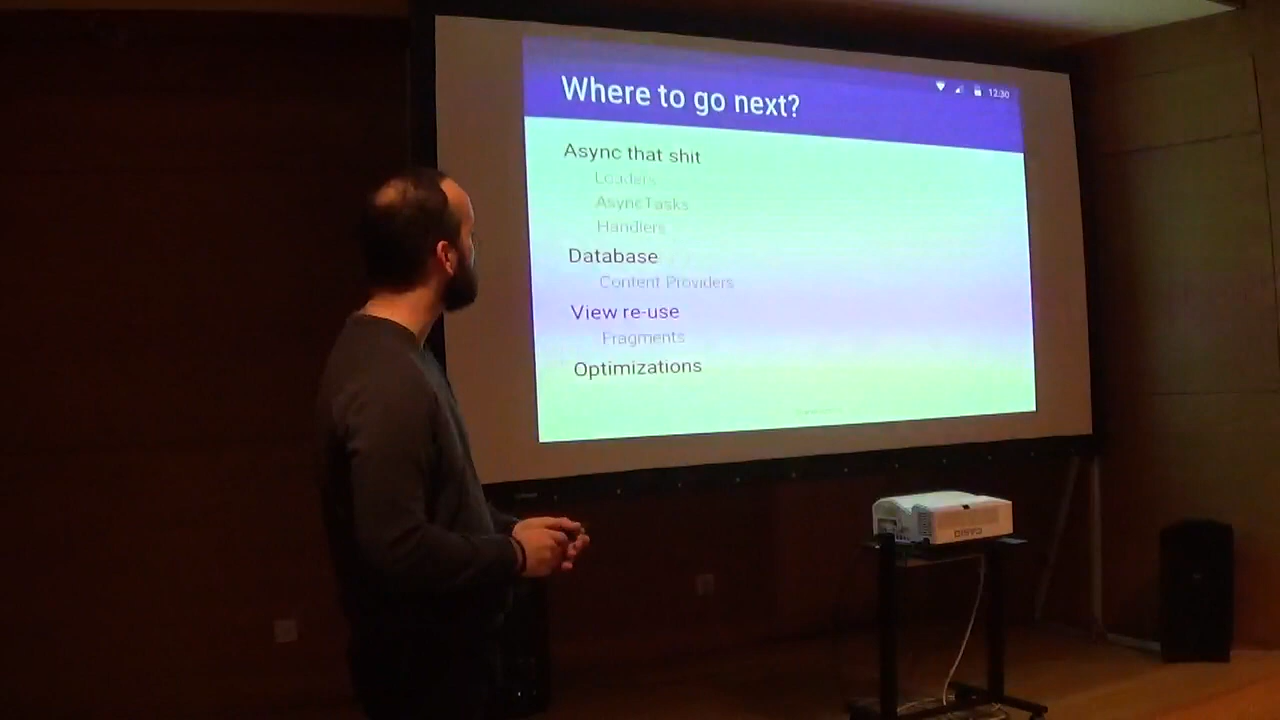 Where to go next?
12:30
Async that shit
Loaders
AsyncTasks
Handlers
Database
Content Providers
View re-use
Fragments
Optimizations
CASIO